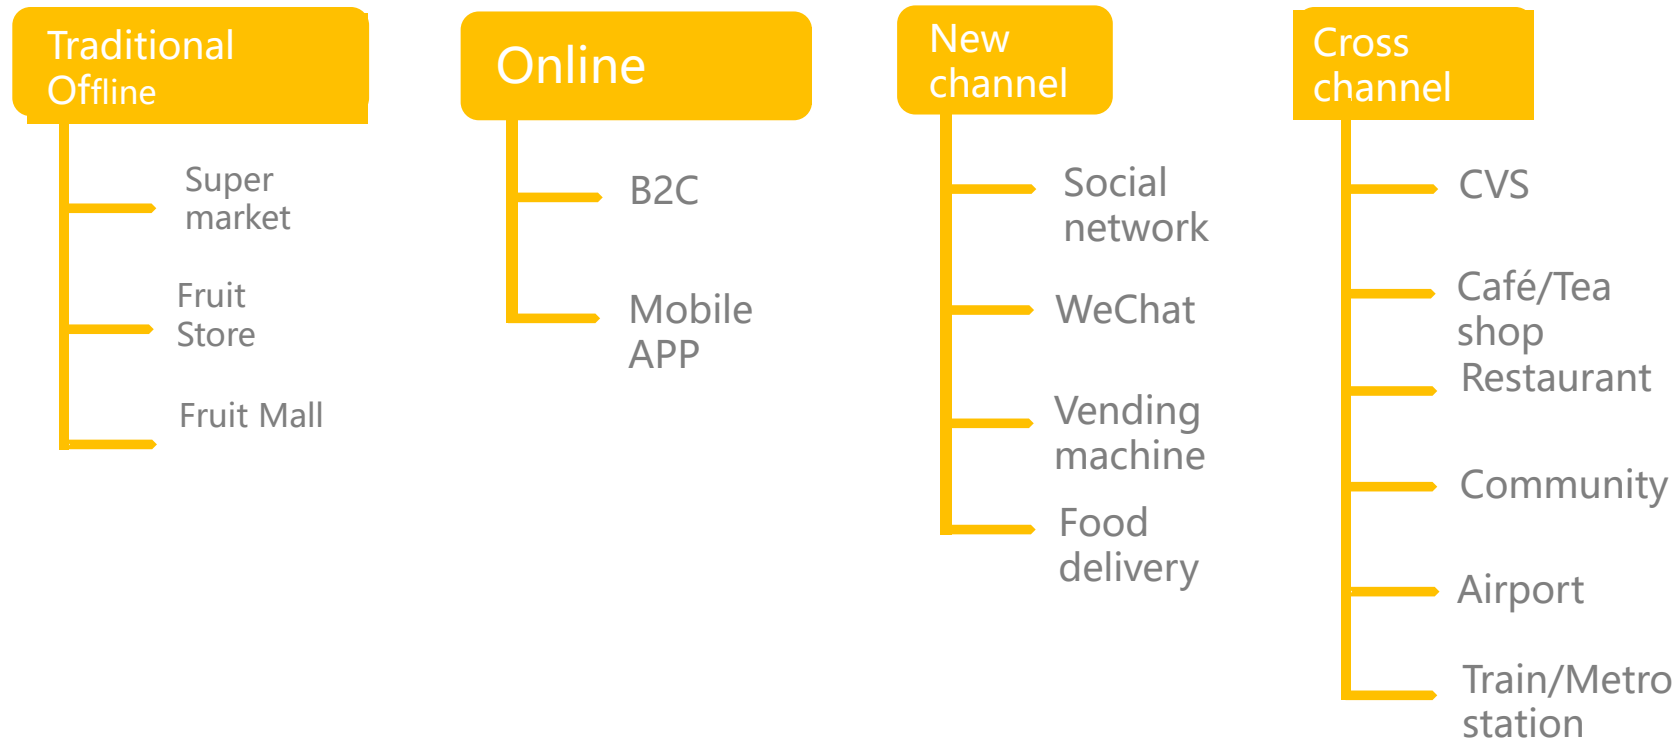 Traditional
Offline
Super
market
Fruit
Store
Fruit Mall
Online
B2C
Mobile
APP
New
channel
Social
network
WeChat
Vending
machine
Food
delivery
Cross
channel
CVS
Café/Tea
shop
Restaurant
Community
Airport
Train/Metro
station